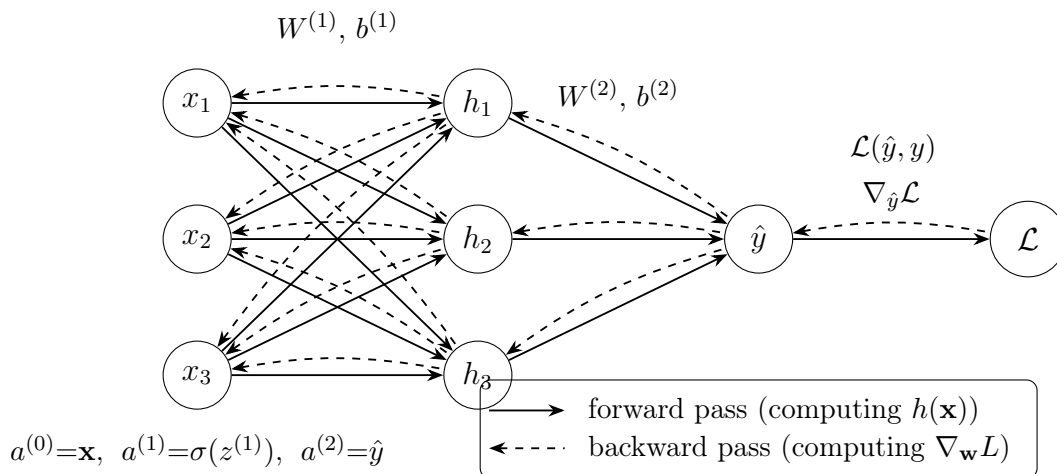 W^{(1)}, b^{(1)}
x_1
h_1
W^{(2)}, b^{(2)}
ℒ(ŷ, y)
∇_ŷ ℒ
x_2
h_2
ŷ
ℒ
x_3
h_3
forward pass (computing h(𝐱))
backward pass (computing ∇_𝐰 L)
a^{(0)}=𝐱, a^{(1)}=σ(z^{(1)}), a^{(2)}=ŷ